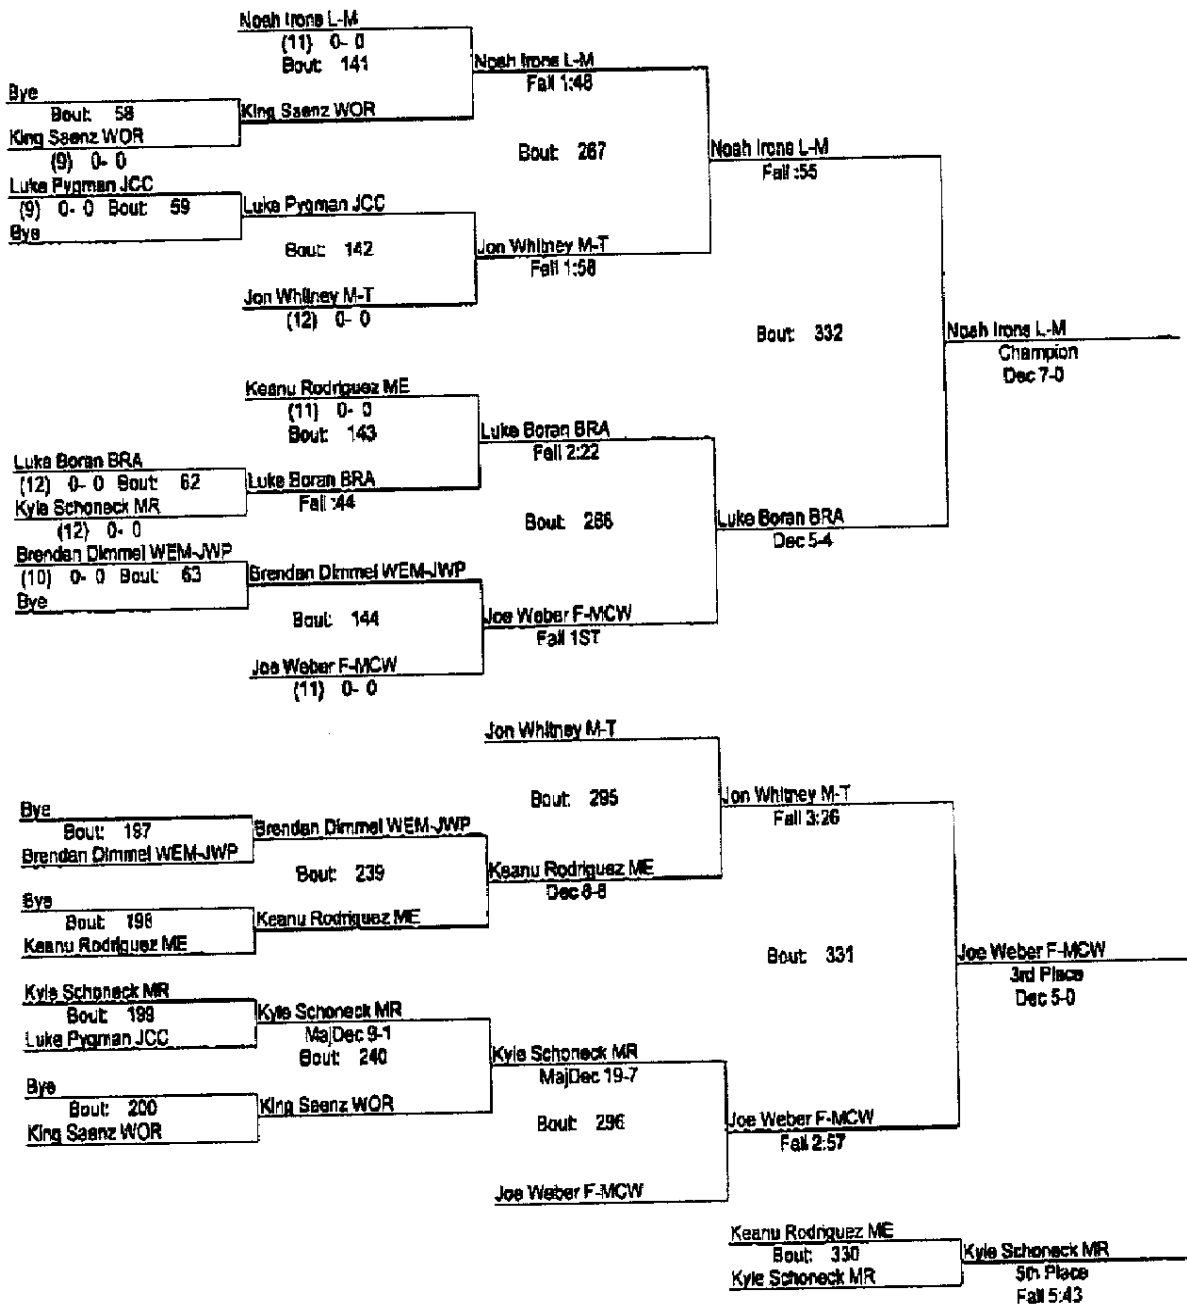 Noah Irons L-M
(11) 0- 0
Bout: 141
Noah Irons L-M
Fall 1:48
Bye
Bout: 58
King Saenz WOR
King Saenz WOR
(9) 0- 0
Bout: 267
Noah Irons L-M
Fall :55
Luke Pygman JCC
(9) 0- 0 Bout: 59
Bye
Luke Pygman JCC
Bout: 142
Jon Whitney M-T
Fall 1:58
Jon Whitney M-T
(12) 0- 0
Bout: 332
Noah Irons L-M
Champion
Dec 7-0
Keanu Rodriguez ME
(11) 0- 0
Bout: 143
Luke Boran BRA
Fall 2:22
Luke Boran BRA
(12) 0- 0 Bout: 62
Kyle Schoneck MR
(12) 0- 0
Luke Boran BRA
Fall :44
Bout: 268
Luke Boran BRA
Dec 5-4
Brendan Dimmel WEM-JWP
(10) 0- 0 Bout: 63
Bye
Brendan Dimmel WEM-JWP
Bout: 144
Joe Weber F-MCW
Fall 1ST
Joe Weber F-MCW
(11) 0- 0
Jon Whitney M-T
Bout: 295
Jon Whitney M-T
Fall 3:26
Bye
Bout: 197
Brendan Dimmel WEM-JWP
Brendan Dimmel WEM-JWP
Bout: 239
Keanu Rodriguez ME
Dec
Bye
Bout: 198
Keanu Rodriguez ME
Keanu Rodriguez ME
Bout: 331
Joe Weber F-MCW
3rd Place
Dec 5-0
Kyle Schoneck MR
Bout: 199
Luke Pygman JCC
Kyle Schoneck MR
MajDec 9-1
Bout: 240
Kyle Schoneck MR
MajDec 19-7
Bye
Bout: 200
King Saenz WOR
King Saenz WOR
Bout: 296
Joe Weber F-MCW
Fall 2:57
Joe Weber F-MCW
Keanu Rodriguez ME
Bout: 330
Kyle Schoneck MR
Kyle Schoneck MR
5th Place
Fall 5:43